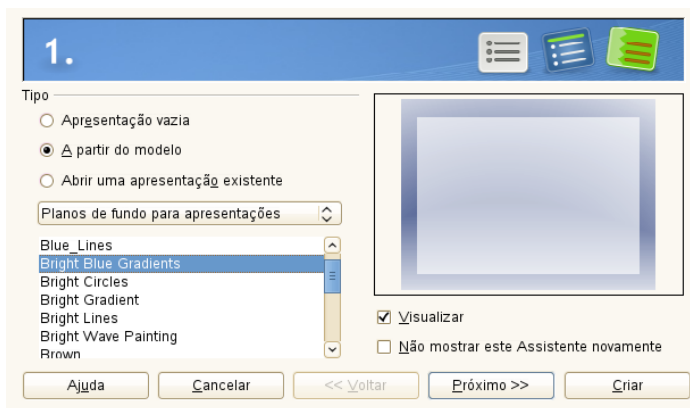 1.
Tipo
Apresentação vazia
A partir do modelo
Abrir uma apresentação existente
Planos de fundo para apresentações
Blue_Lines
Bright Blue Gradients
Bright Circles
Bright Gradient
Bright Lines
Bright Wave Painting
Brown
Visualizar
Não mostrar este Assistente novamente
Ajuda
Cancelar
<< Voltar
Próximo >>
Criar